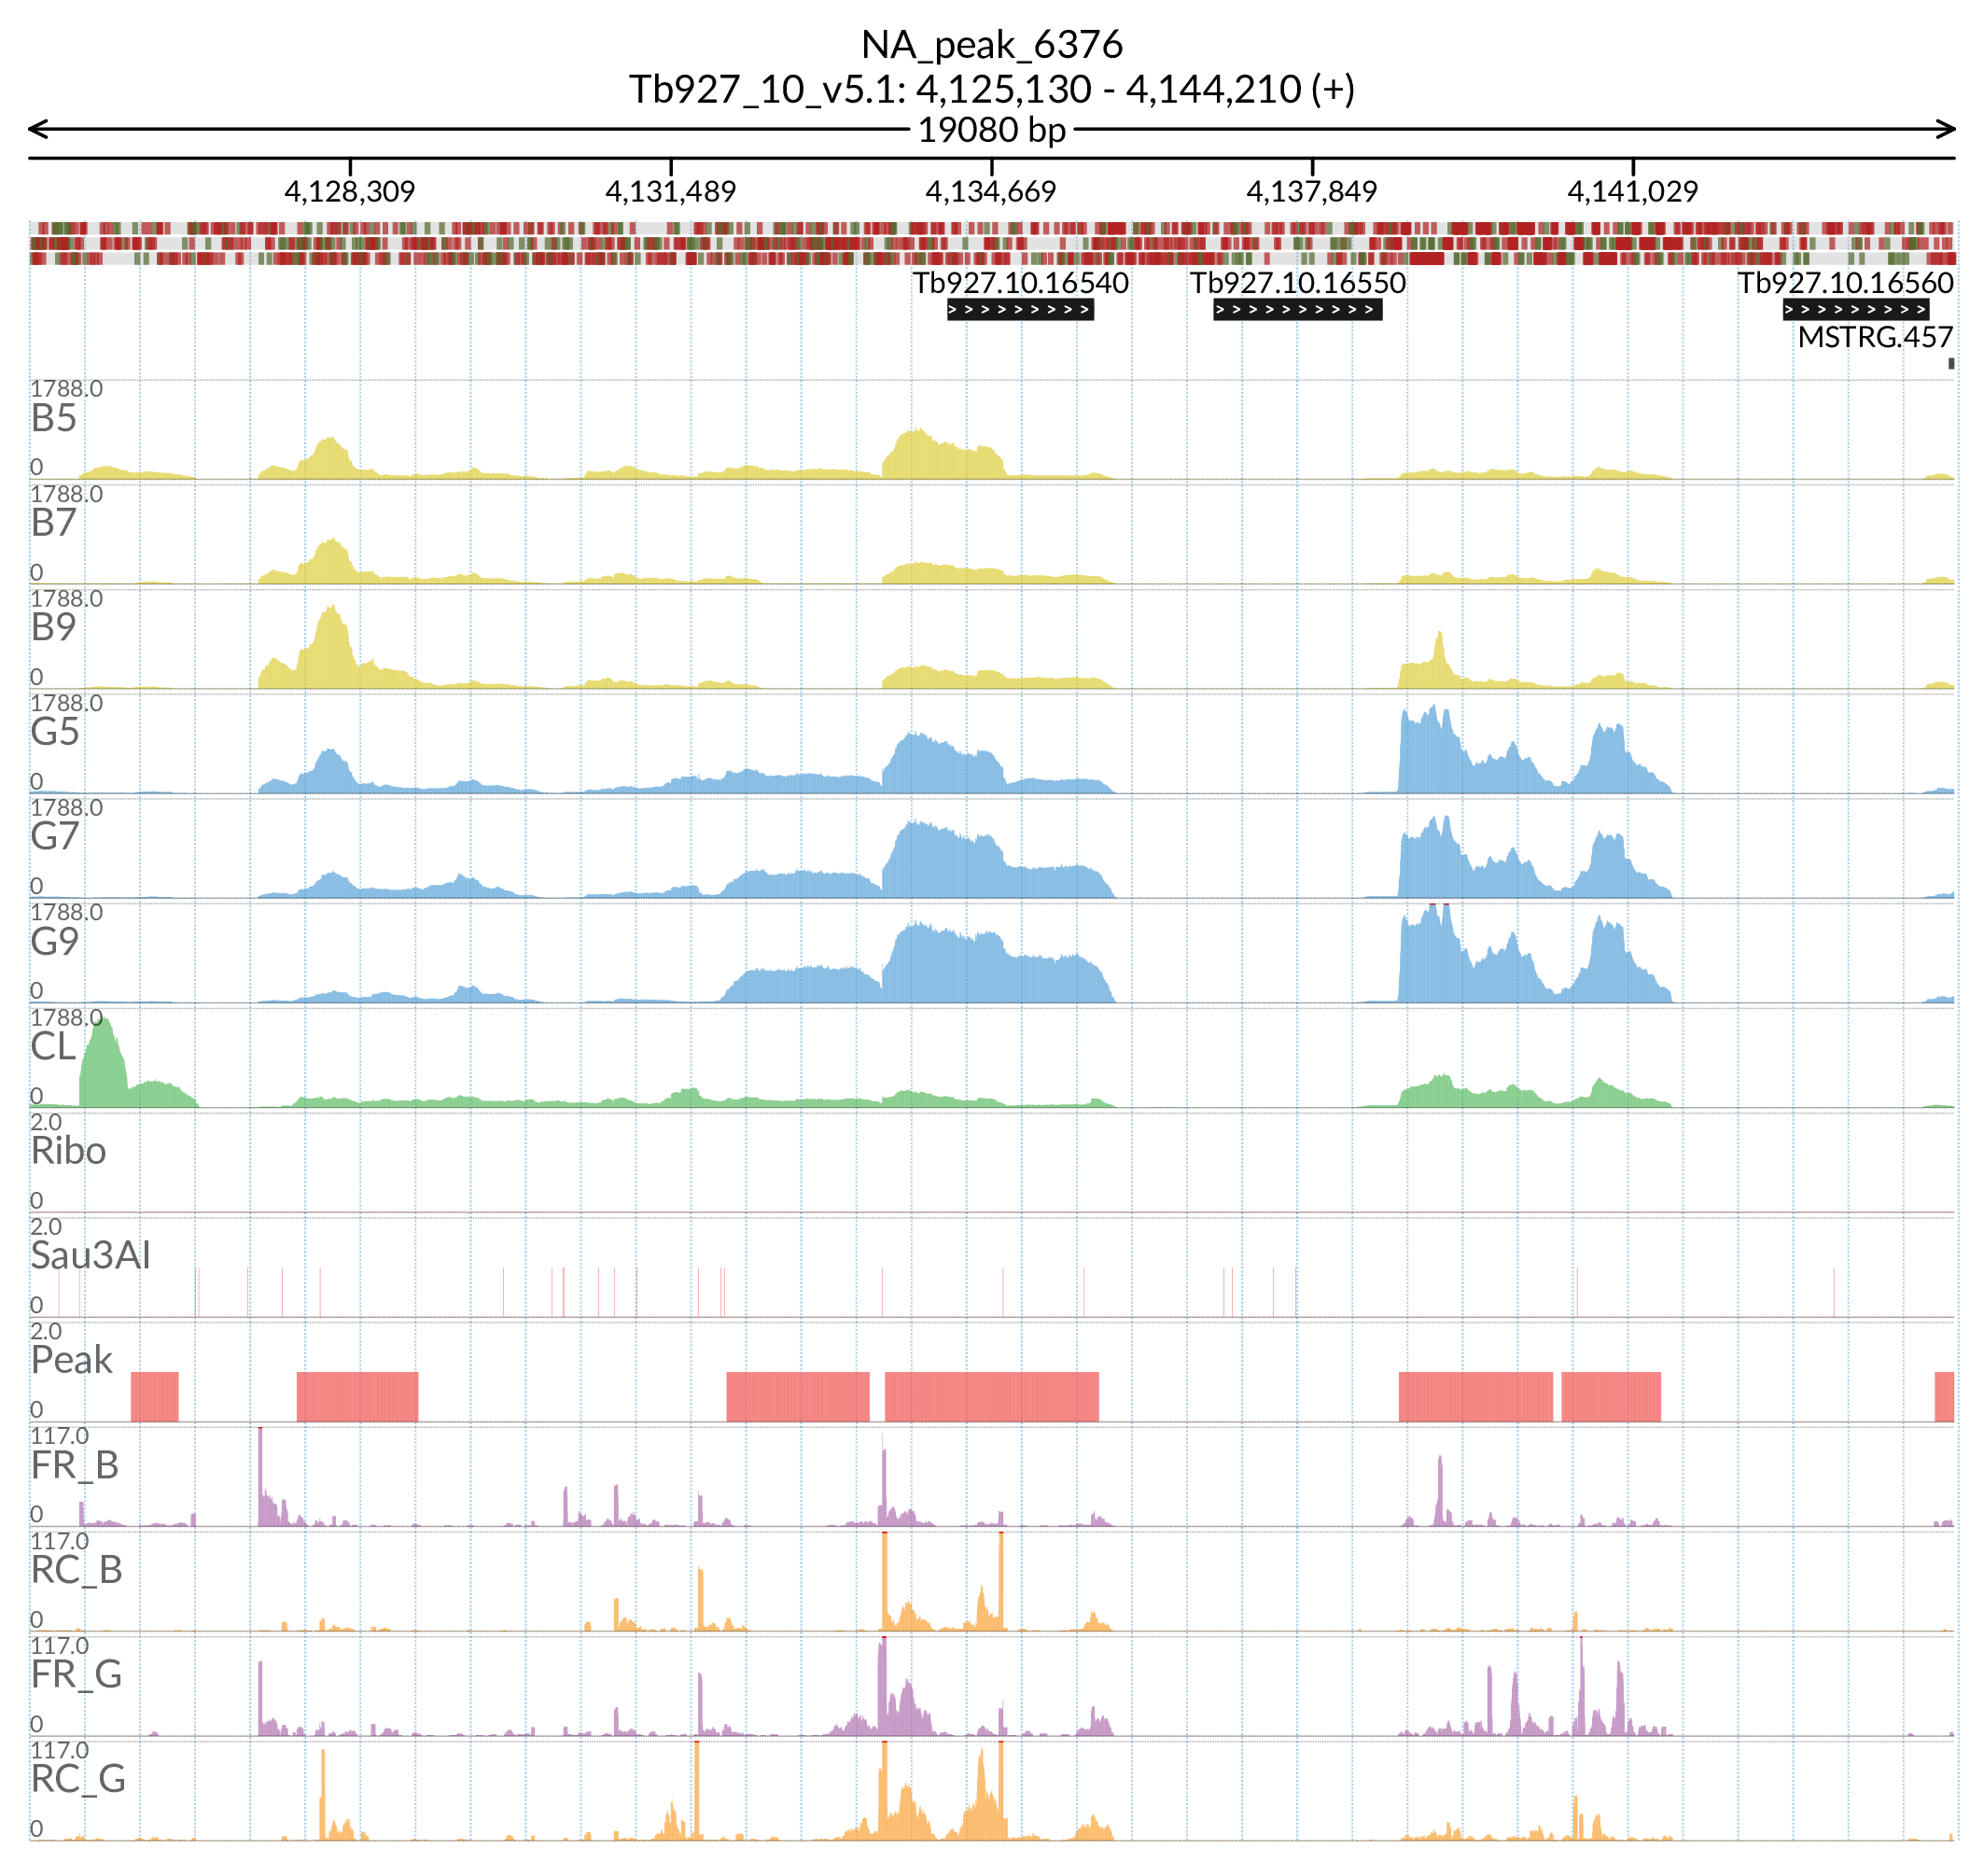 NA_peak_6376
Tb927_10_v5.1: 4,125,130 - 4,144,210 (+)
19080 bp
4,128,309 4,131,489 4,134,669 4,137,849 4,141,029
Tb927.10.16540 Tb927.10.16550 Tb927.10.16560
MSTRG.457
1788.0
B5
0
1788.0
B7
0
1788.0
B9
0
1788.0
G5
0
1788.0
G7
0
1788.0
G9
0
1788.0
CL
0
2.0
Ribo
0
2.0
Sau3AI
0
2.0
Peak
0
117.0
FR_B
0
117.0
RC_B
0
117.0
FR_G
0
117.0
RC_G
0